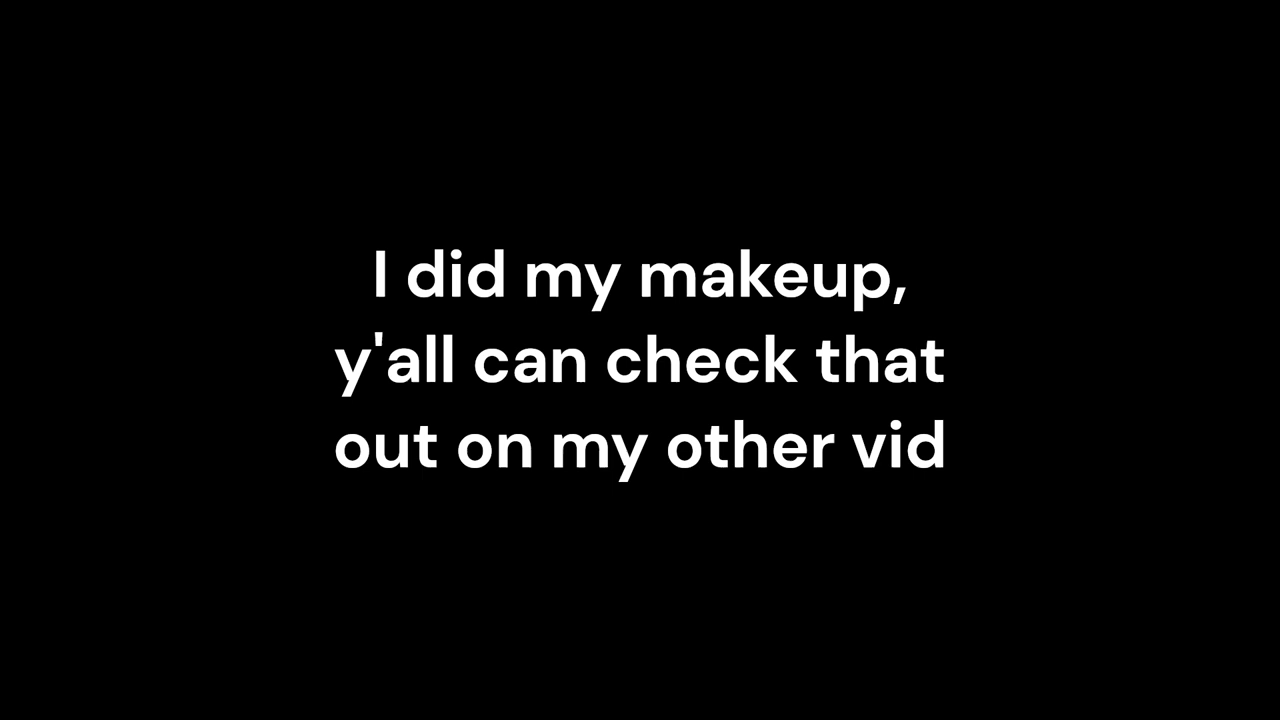 I did my makeup,
y'all can check that
out on my other vid